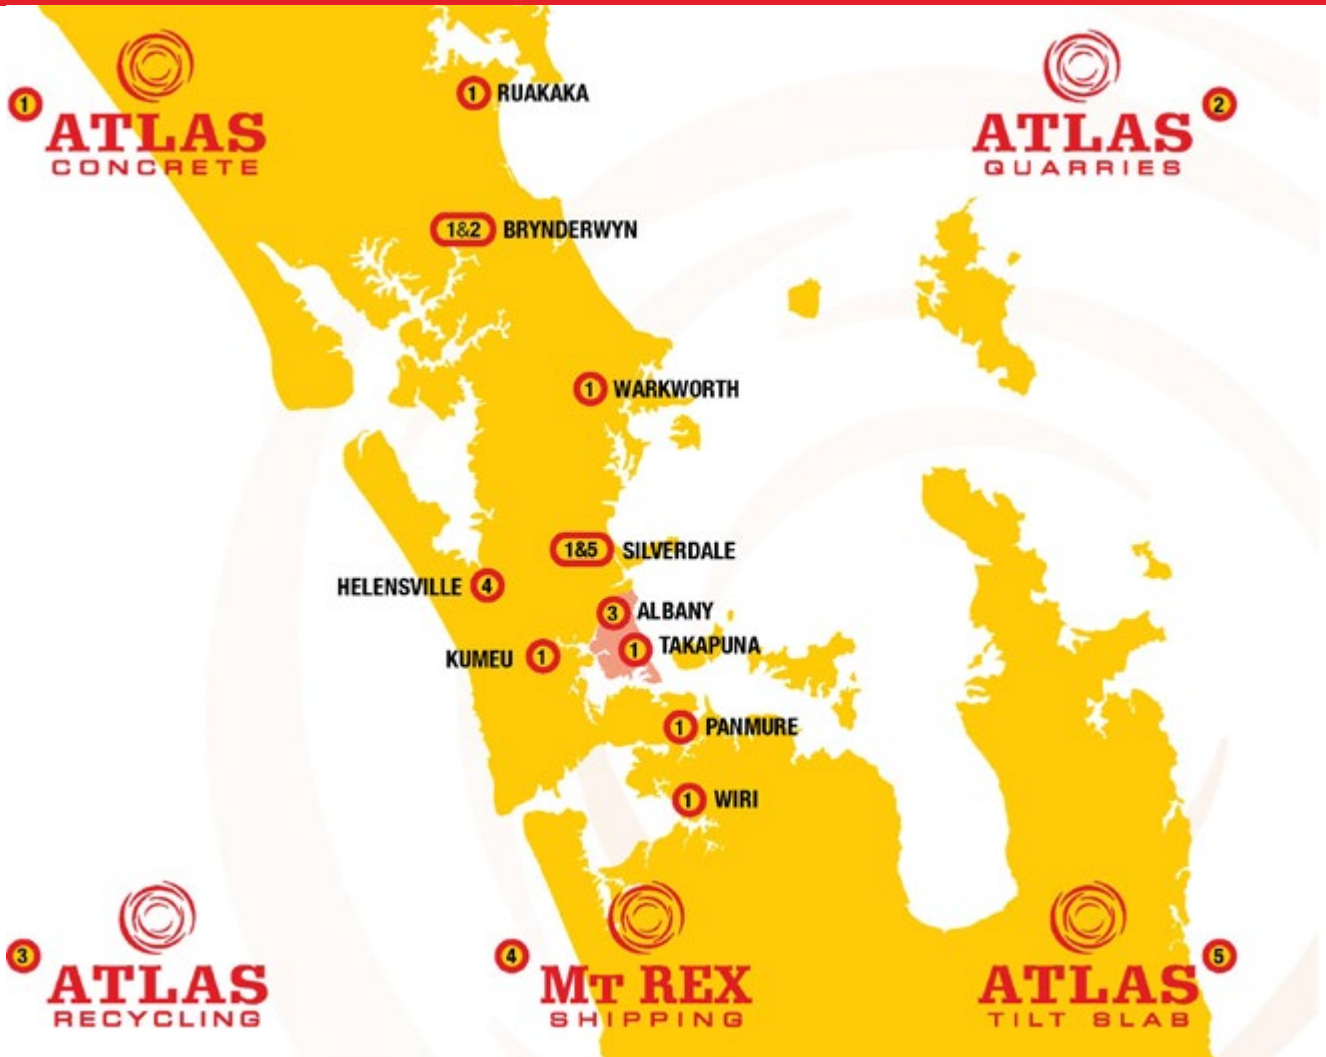 1 RUAKAKA
1 ATLAS
CONCRETE
2 ATLAS
QUARRIES
1&2 BRYNDERWYN
1 WARKWORTH
1&5 SILVERDALE
HELENSVILLE 4
3 ALBANY
1 TAKAPUNA
KUMEU 1
1 PANMURE
1 WIRI
3 ATLAS
RECYCLING
4 MT REX
SHIPPING
ATLAS 5
TILT SLAB